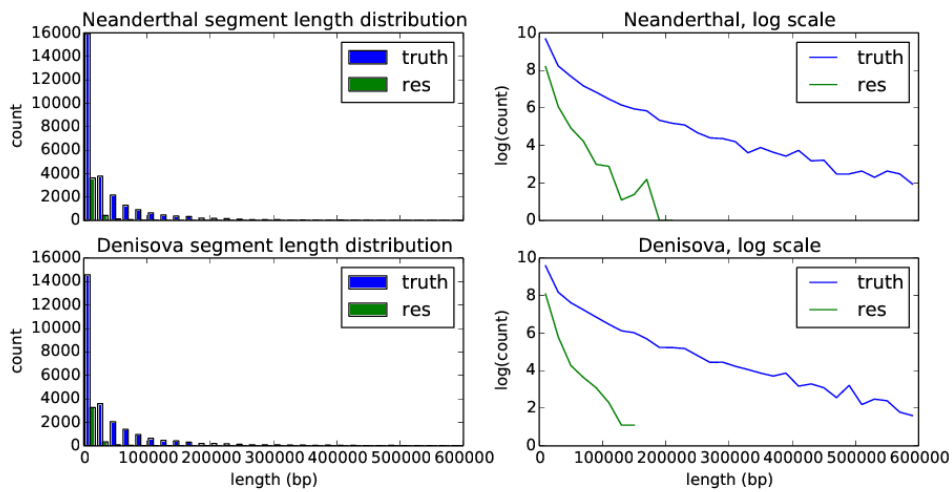 Neanderthal segment length distribution
16000
14000
12000
10000
8000
6000
4000
2000
0
count
truth
res
Neanderthal, log scale
10
8
6
4
2
0
log(count)
truth
res
Denisova segment length distribution
16000
14000
12000
10000
8000
6000
4000
2000
0
count
truth
res
0 100000 200000 300000 400000 500000 600000
length (bp)
Denisova, log scale
10
8
6
4
2
0
log(count)
truth
res
0 100000 200000 300000 400000 500000 600000
length (bp)